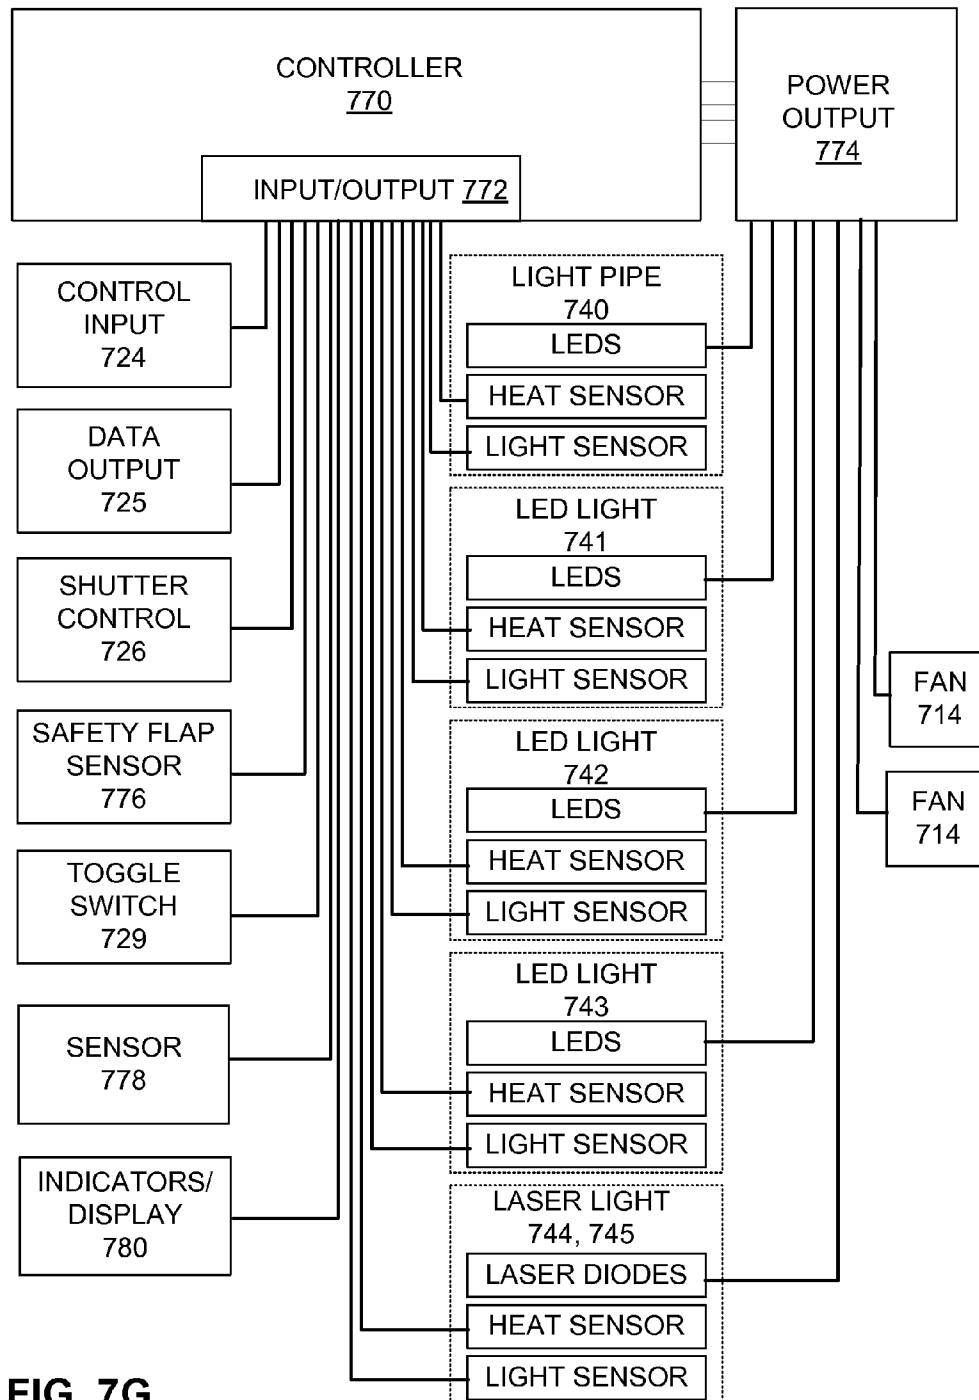 CONTROLLER
770
INPUT/OUTPUT 772
POWER
OUTPUT
774
CONTROL
INPUT
724
DATA
OUTPUT
725
SHUTTER
CONTROL
726
SAFETY FLAP
SENSOR
776
TOGGLE
SWITCH
729
SENSOR
778
INDICATORS/
DISPLAY
780
LIGHT PIPE
740
LEDS
HEAT SENSOR
LIGHT SENSOR
LED LIGHT
741
LEDS
HEAT SENSOR
LIGHT SENSOR
LED LIGHT
742
LEDS
HEAT SENSOR
LIGHT SENSOR
LED LIGHT
743
LEDS
HEAT SENSOR
LIGHT SENSOR
LASER LIGHT
744, 745
LASER DIODES
HEAT SENSOR
LIGHT SENSOR
FAN
714
FAN
714
FIG. 7G